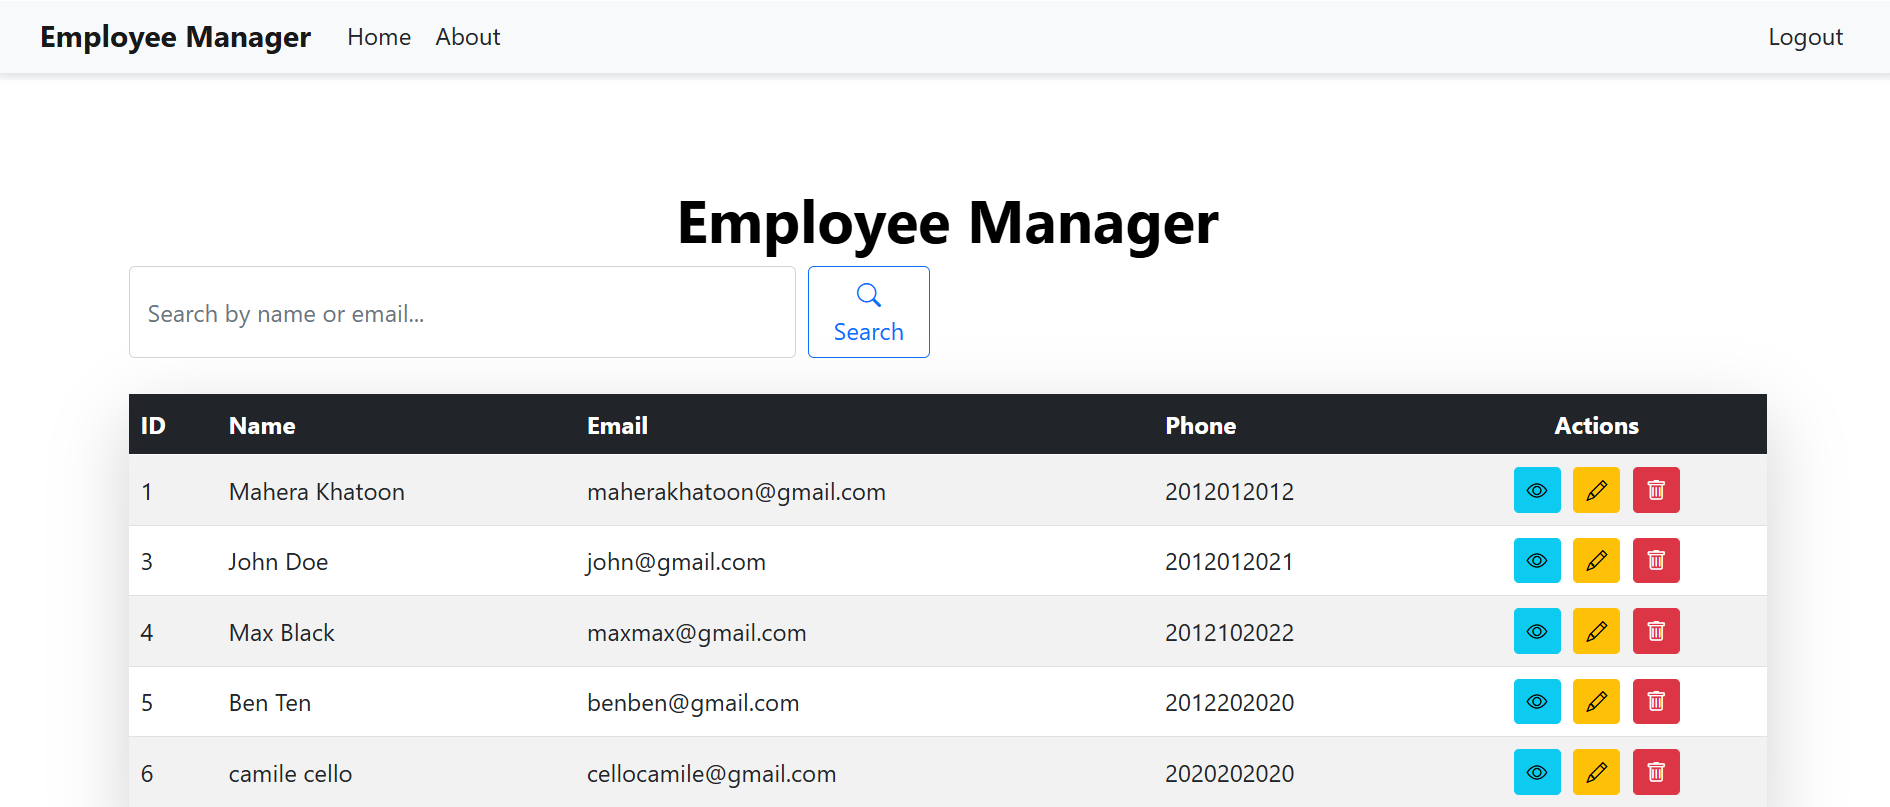 Employee Manager Home About Logout
Employee Manager
Search by name or email...
Search
ID Name Email Phone Actions
1 Mahera Khatoon maherakhatoon@gmail.com 2012012012
3 John Doe john@gmail.com 2012012021
4 Max Black maxmax@gmail.com 2012102022
5 Ben Ten benben@gmail.com 2012202020
6 camile cello cellocamile@gmail.com 2020202020